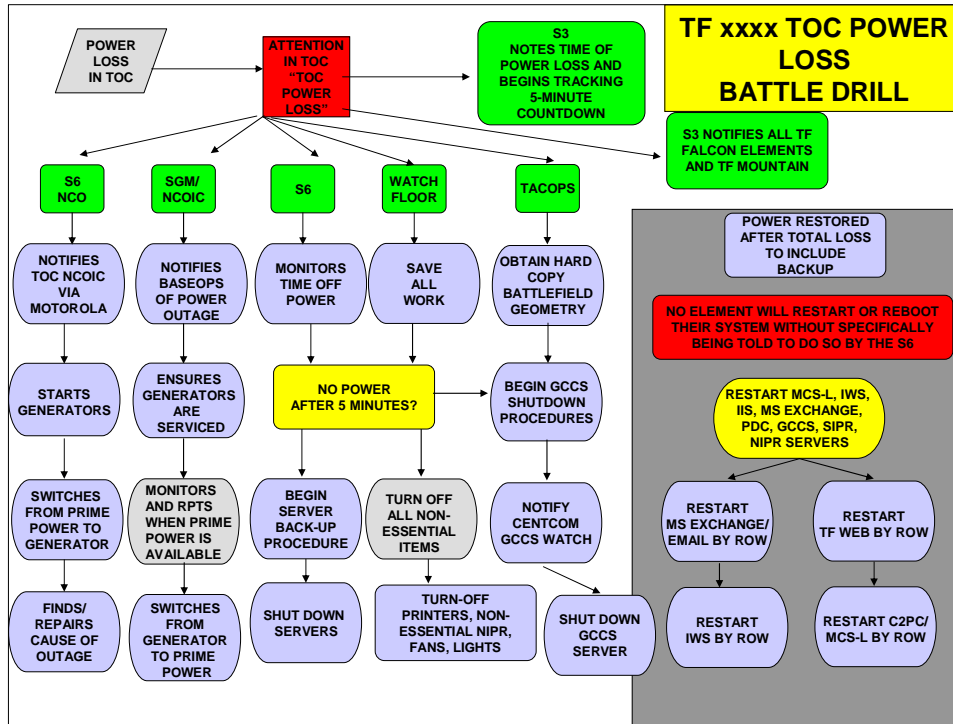 TF xxxx TOC POWER
LOSS
BATTLE DRILL
POWER
LOSS
IN TOC
ATTENTION
IN TOC
“TOC
POWER
LOSS”
S3
NOTES TIME OF
POWER LOSS AND
BEGINS TRACKING
5-MINUTE
COUNTDOWN
S3 NOTIFIES ALL TF
FALCON ELEMENTS
AND TF MOUNTAIN
S6
NCO
SGM/
NCOIC
S6
WATCH
FLOOR
TACOPS
NOTIFIES
TOC NCOIC
VIA
MOTOROLA
NOTIFIES
BASEOPS
OF POWER
OUTAGE
MONITORS
TIME OFF
POWER
SAVE
ALL
WORK
OBTAIN HARD
COPY
BATTLEFIELD
GEOMETRY
STARTS
GENERATORS
ENSURES
GENERATORS
ARE
SERVICED
NO POWER
AFTER 5 MINUTES?
BEGIN GCCS
SHUTDOWN
PROCEDURES
SWITCHES
FROM PRIME
POWER TO
GENERATOR
MONITORS
AND RPTS
WHEN PRIME
POWER IS
AVAILABLE
BEGIN
SERVER
BACK-UP
PROCEDURE
TURN OFF
ALL NON-
ESSENTIAL
ITEMS
NOTIFY
CENTCOM
GCCS WATCH
FINDS/
REPAIRS
CAUSE OF
OUTAGE
SWITCHES
FROM
GENERATOR
TO PRIME
POWER
SHUT DOWN
SERVERS
TURN-OFF
PRINTERS, NON-
ESSENTIAL NIPR,
FANS, LIGHTS
SHUT DOWN
GCCS
SERVER
POWER RESTORED
AFTER TOTAL LOSS
TO INCLUDE
BACKUP
NO ELEMENT WILL RESTART OR REBOOT
THEIR SYSTEM WITHOUT SPECIFICALLY
BEING TOLD TO DO SO BY THE S6
RESTART MCS-L, IWS,
IIS, MS EXCHANGE,
PDC, GCCS, SIPR,
NIPR SERVERS
RESTART
MS EXCHANGE/
EMAIL BY ROW
RESTART
TF WEB BY ROW
RESTART
IWS BY ROW
RESTART C2PC/
MCS-L BY ROW